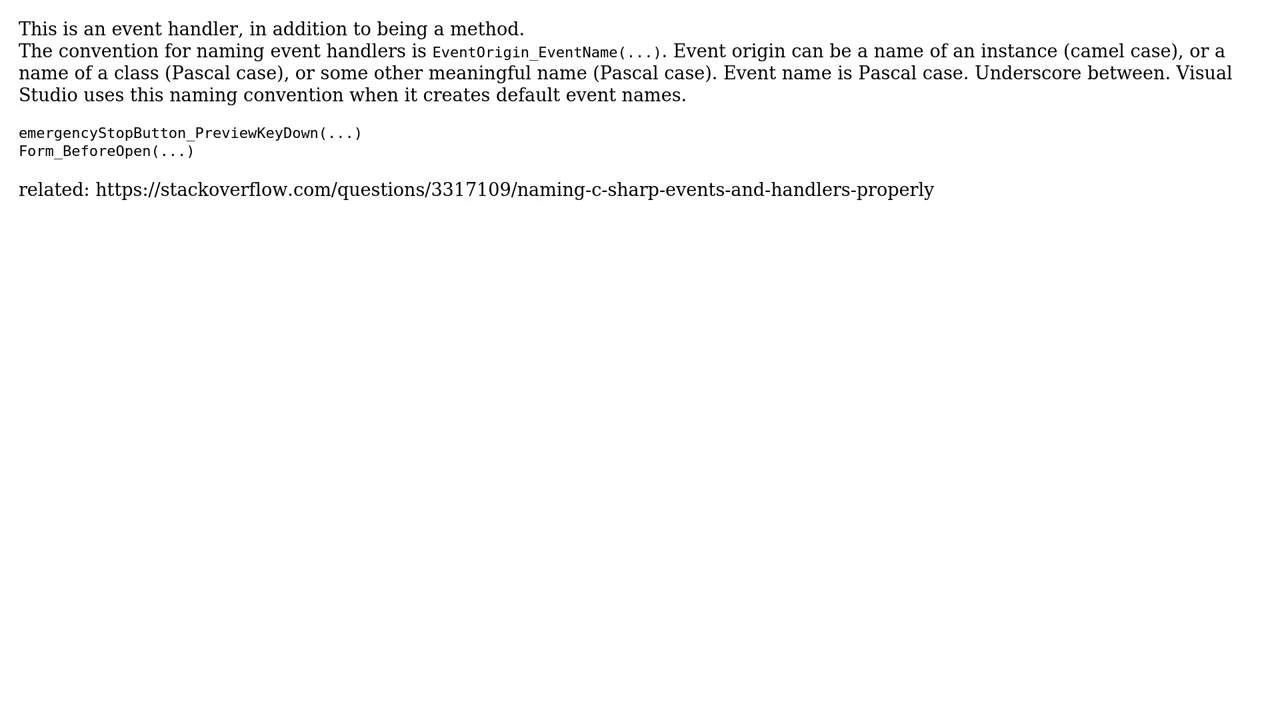 This is an event handler, in addition to being a method.
The convention for naming event handlers is EventOrigin_EventName(...). Event origin can be a name of an instance (camel case), or a
name of a class (Pascal case), or some other meaningful name (Pascal case). Event name is Pascal case. Underscore between. Visual
Studio uses this naming convention when it creates default event names.
emergencyStopButton_PreviewKeyDown(...)
Form_BeforeOpen(...)
related: https://stackoverflow.com/questions/3317109/naming-c-sharp-events-and-handlers-properly